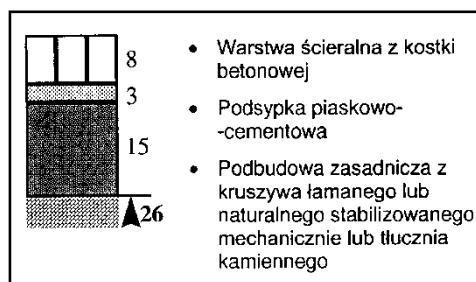 8
3
15
26
• Warstwa ścieralna z kostki
betonowej
• Podsypka piaskowo-
-cementowa
• Podbudowa zasadnicza z
kruszywa łamanego lub
naturalnego stabilizowanego
mechanicznie lub tłucznia
kamiennego